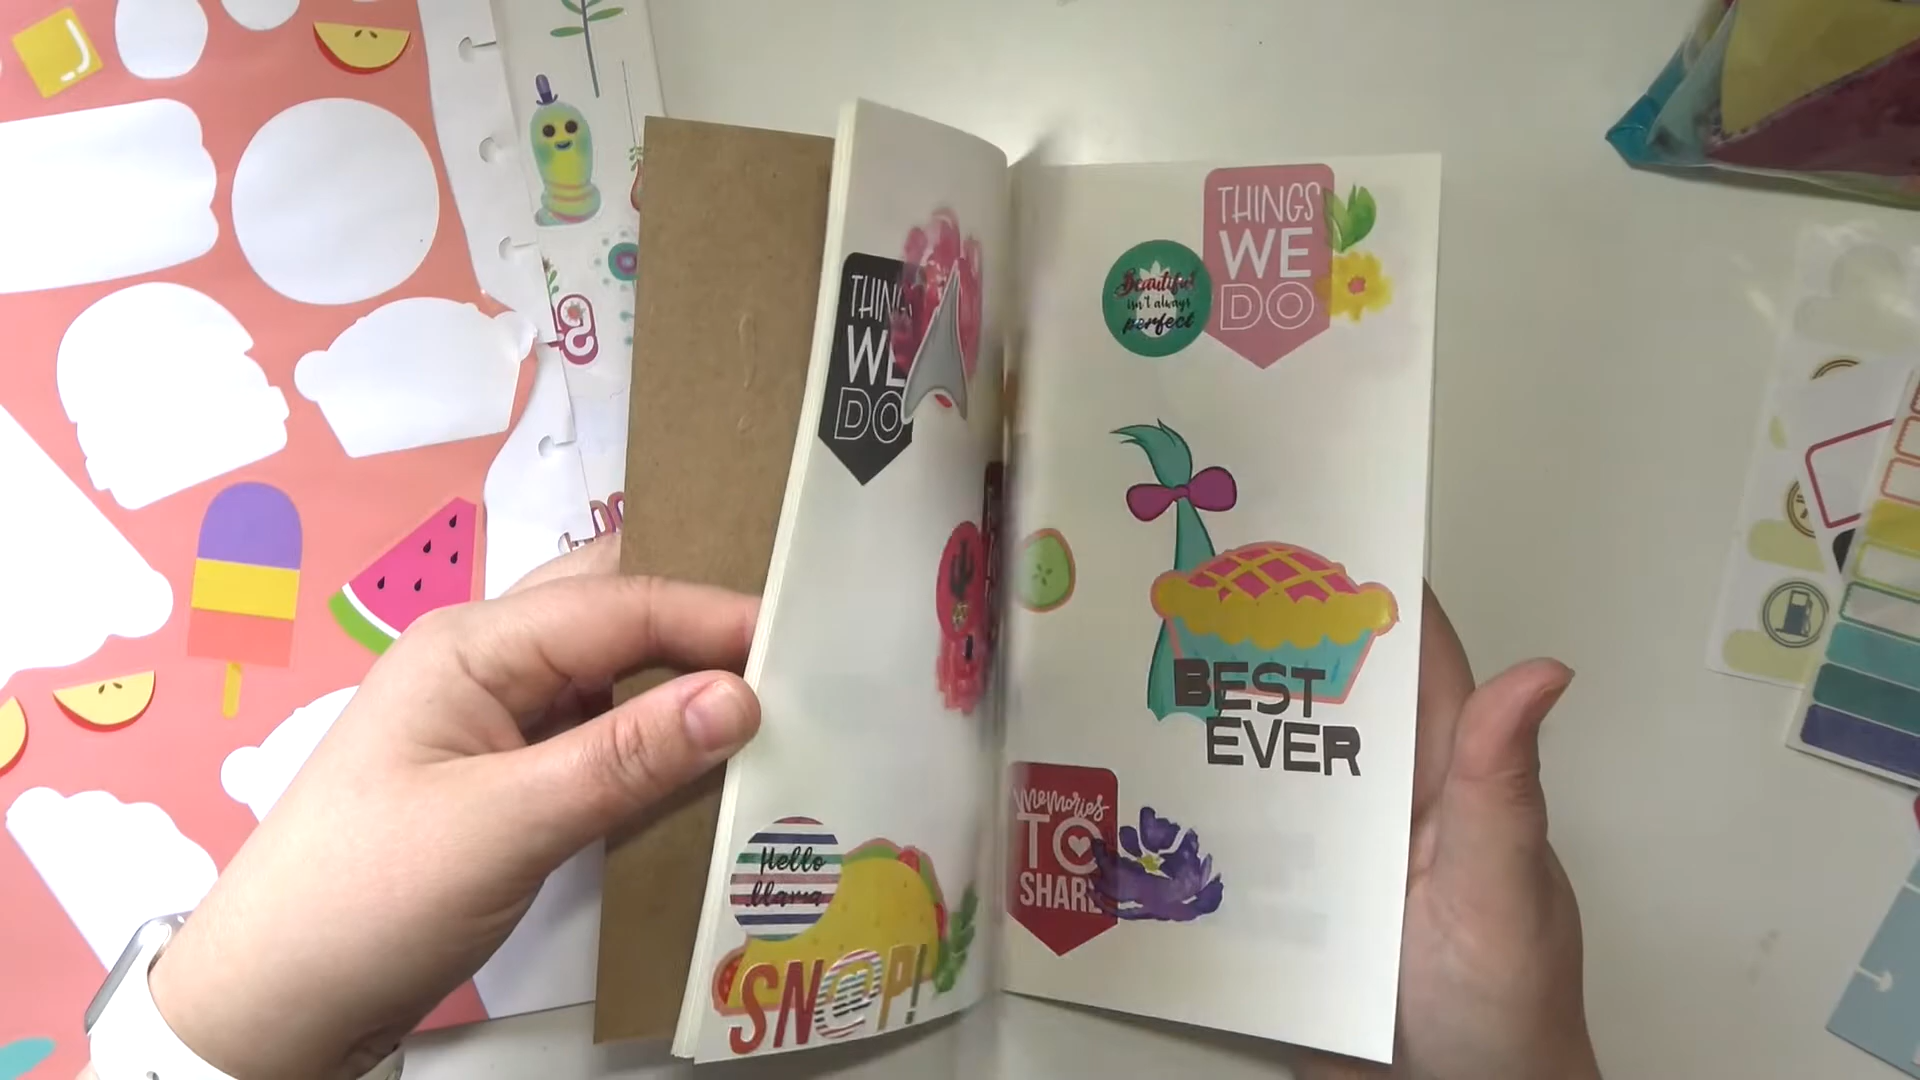 THINGS
WE
DO
Hello
llama
SN@P!
THINGS
WE
DO
Beautiful
isn't always
perfect
BEST
EVER
memories
TO
SHARE